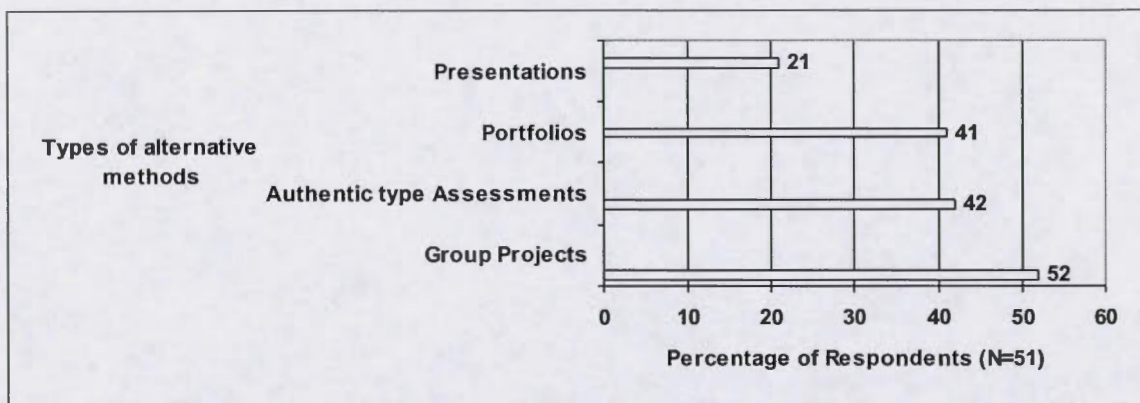 Presentations 21
Portfolios 41
Types of alternative
methods
Authentic type Assessments 42
Group Projects 52
0 10 20 30 40 50 60
Percentage of Respondents (N=51)